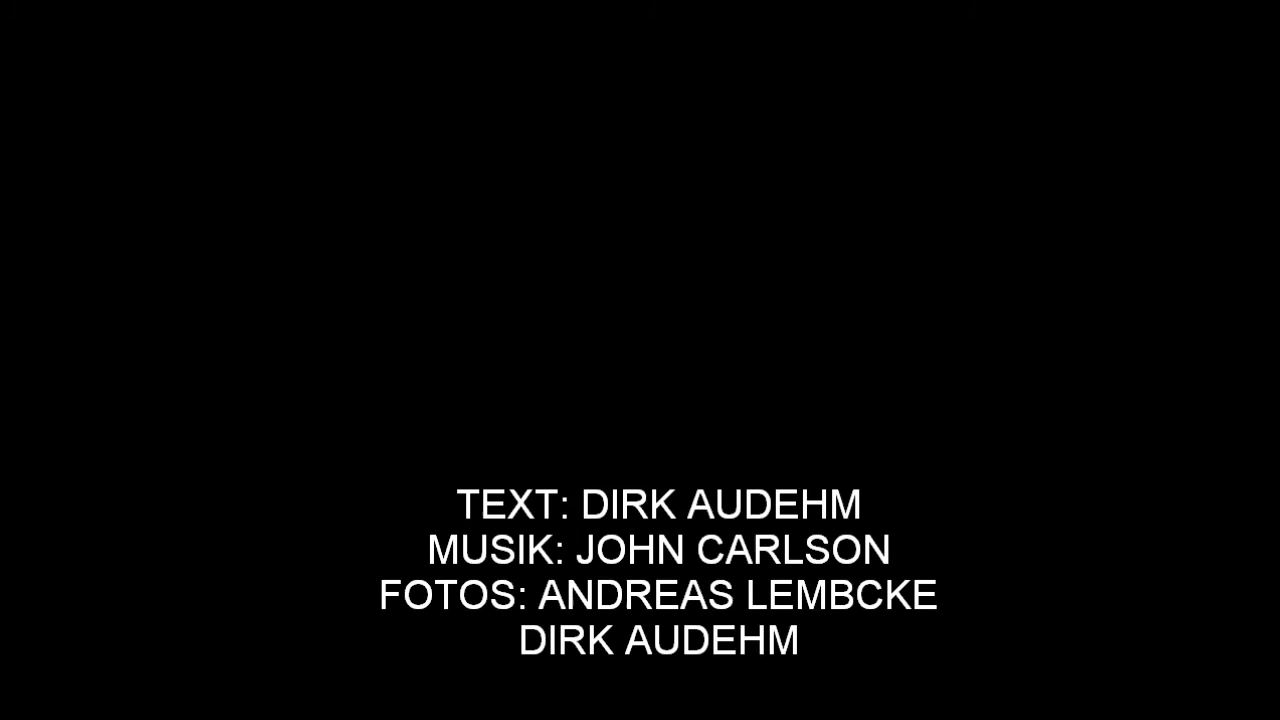 TEXT: DIRK AUDEHM
MUSIK: JOHN CARLSON
FOTOS: ANDREAS LEMBCKE
DIRK AUDEHM